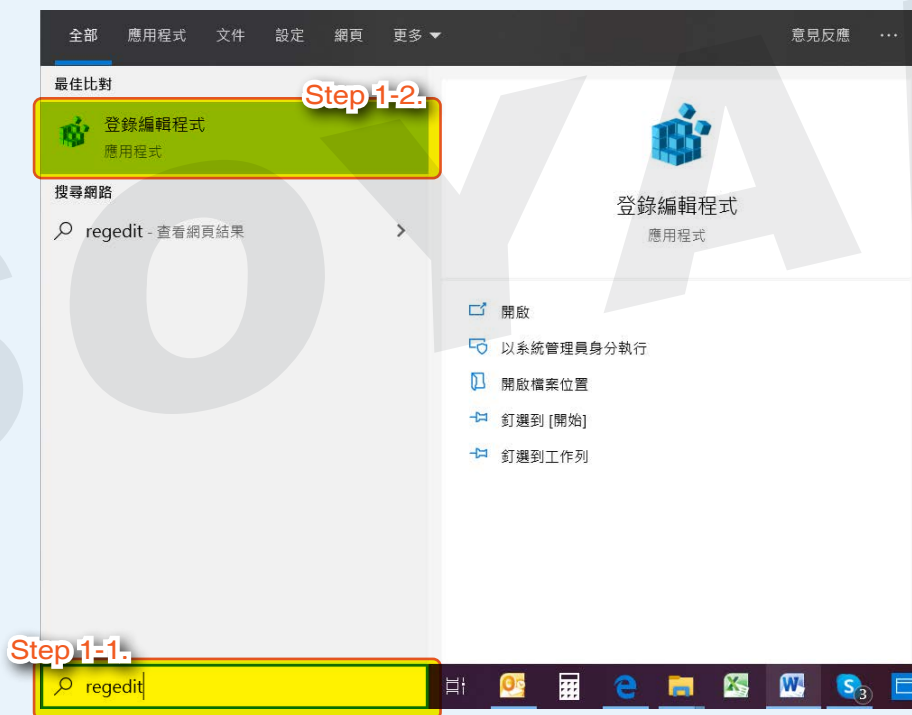 全部 應用程式 文件 設定 網頁 更多 意見反應 ...
最佳比對
Step 1-2.
登錄編輯程式
應用程式
搜尋網路
regedit - 查看網頁結果
登錄編輯程式
應用程式
開啟
以系統管理員身分執行
開啟檔案位置
釘選到 [開始]
釘選到工作列
Step 1-1.
regedit
3
SOYA